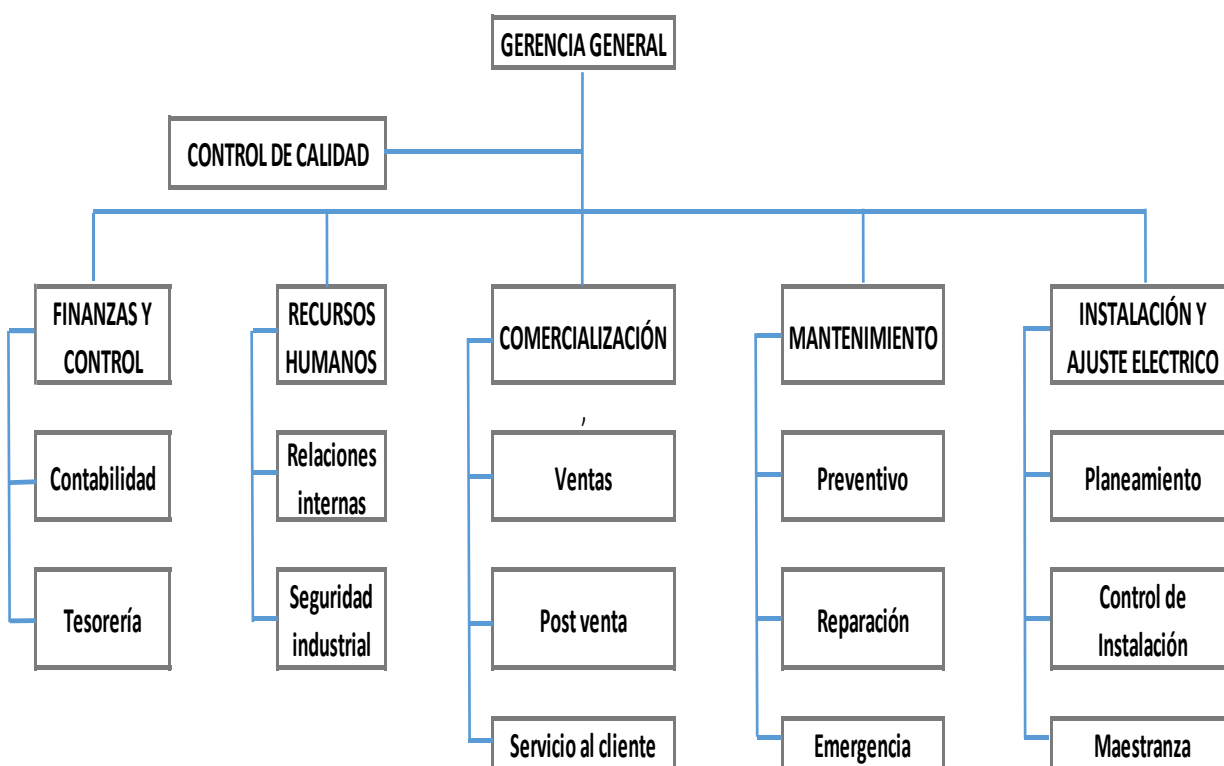 GERENCIA GENERAL
CONTROL DE CALIDAD
FINANZAS Y
CONTROL
RECURSOS
HUMANOS
COMERCIALIZACIÓN
MANTENIMIENTO
INSTALACIÓN Y
AJUSTE ELECTRICO
,
Contabilidad
Relaciones
internas
Ventas
Preventivo
Planeamiento
Tesorería
Seguridad
industrial
Post venta
Reparación
Control de
Instalación
Servicio al cliente
Emergencia
Maestranza